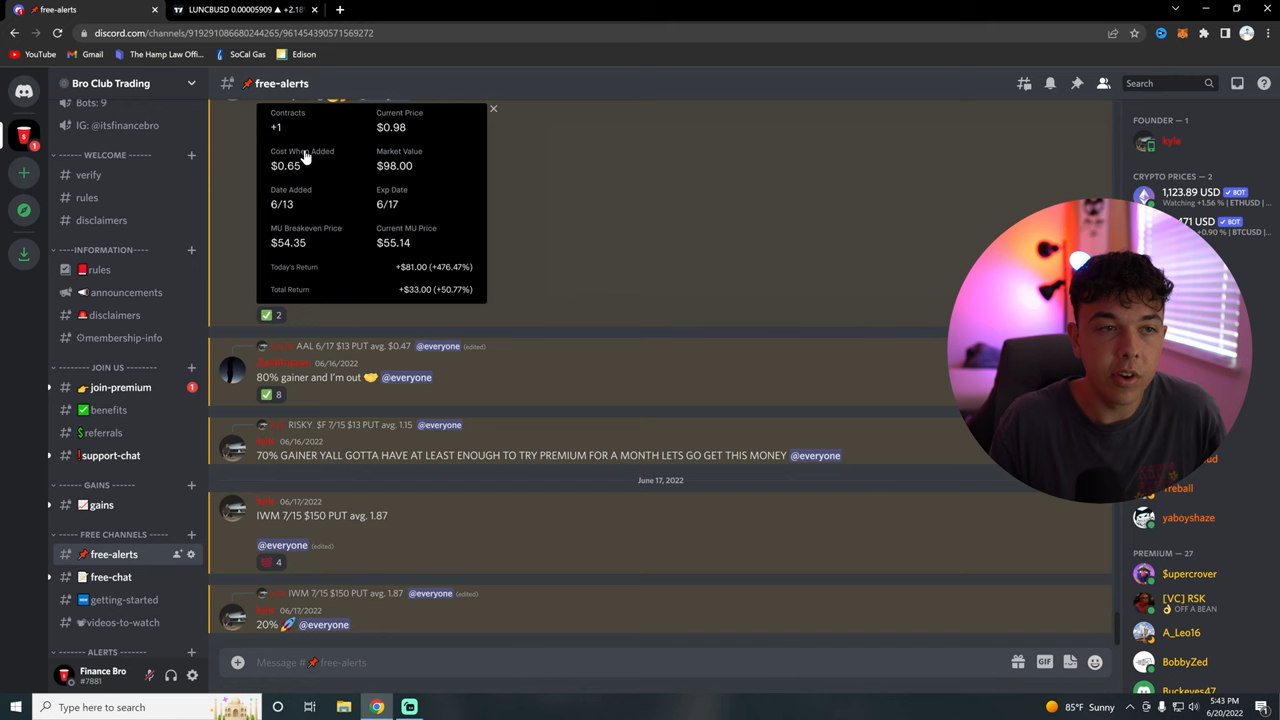 free-alerts
LUNCBUSD 0.00005909 ▲ +2.18
discord.com/channels/919291086780244265/961454390571569272
YouTube
Gmail
The Hamp Law Offi...
SoCal Gas
Edison
Bro Club Trading
free-alerts
Search
Bots: 9
IG: @itsfinancebro
------ WELCOME ------
verify
rules
disclaimers
rules
announcements
disclaimers
membership-info
------ JOIN US ------
join-premium 1
benefits
referrals
!support-chat
gains
free-alerts
free-chat
getting-started
videos-to-watch
Finance Bro
#7881
Contracts
Current Price
+1
$0.98
Cost When Added
Market Value
$0.65
$98.00
Date Added
Exp Date
6/13
6/17
MU Breakeven Price
Current MU Price
$54.35
$55.14
Today's Return
+$81.00 (+476.47%)
Total Return
+$33.00 (+50.77%)
2
AAL 6/17 $13 PUT avg. $0.47 @everyone (edited)
06/16/2022
80% gainer and I'm out 🤝 @everyone
8
RISKY $F 7/15 $13 PUT avg. 1.15 @everyone
kyle 06/16/2022
70% GAINER YALL GOTTA HAVE AT LEAST ENOUGH TO TRY PREMIUM FOR A MONTH LETS GO GET THIS MONEY @everyone
June 17, 2022
kyle 06/17/2022
IWM 7/15 $150 PUT avg. 1.87
@everyone (edited)
4
IWM 7/15 $150 PUT avg. 1.87 @everyone (edited)
kyle 06/17/2022
20% 🚀 @everyone
Message # 📌 free-alerts
GIF
FOUNDER — 1
kyle
CRYPTO PRICES — 2
1,123.89 USD BOT
Watching +1.56 % | ETHUSD |...
471 USD BOT
+0.90 % | BTCUSD |...
yaboyshaze
PREMIUM — 27
$upercrover
[VC] RSK
OFF A BEAN
A_Leo16
BobbyZed
Buckeyes47
Type here to search
85°F Sunny
5:43 PM
6/20/2022